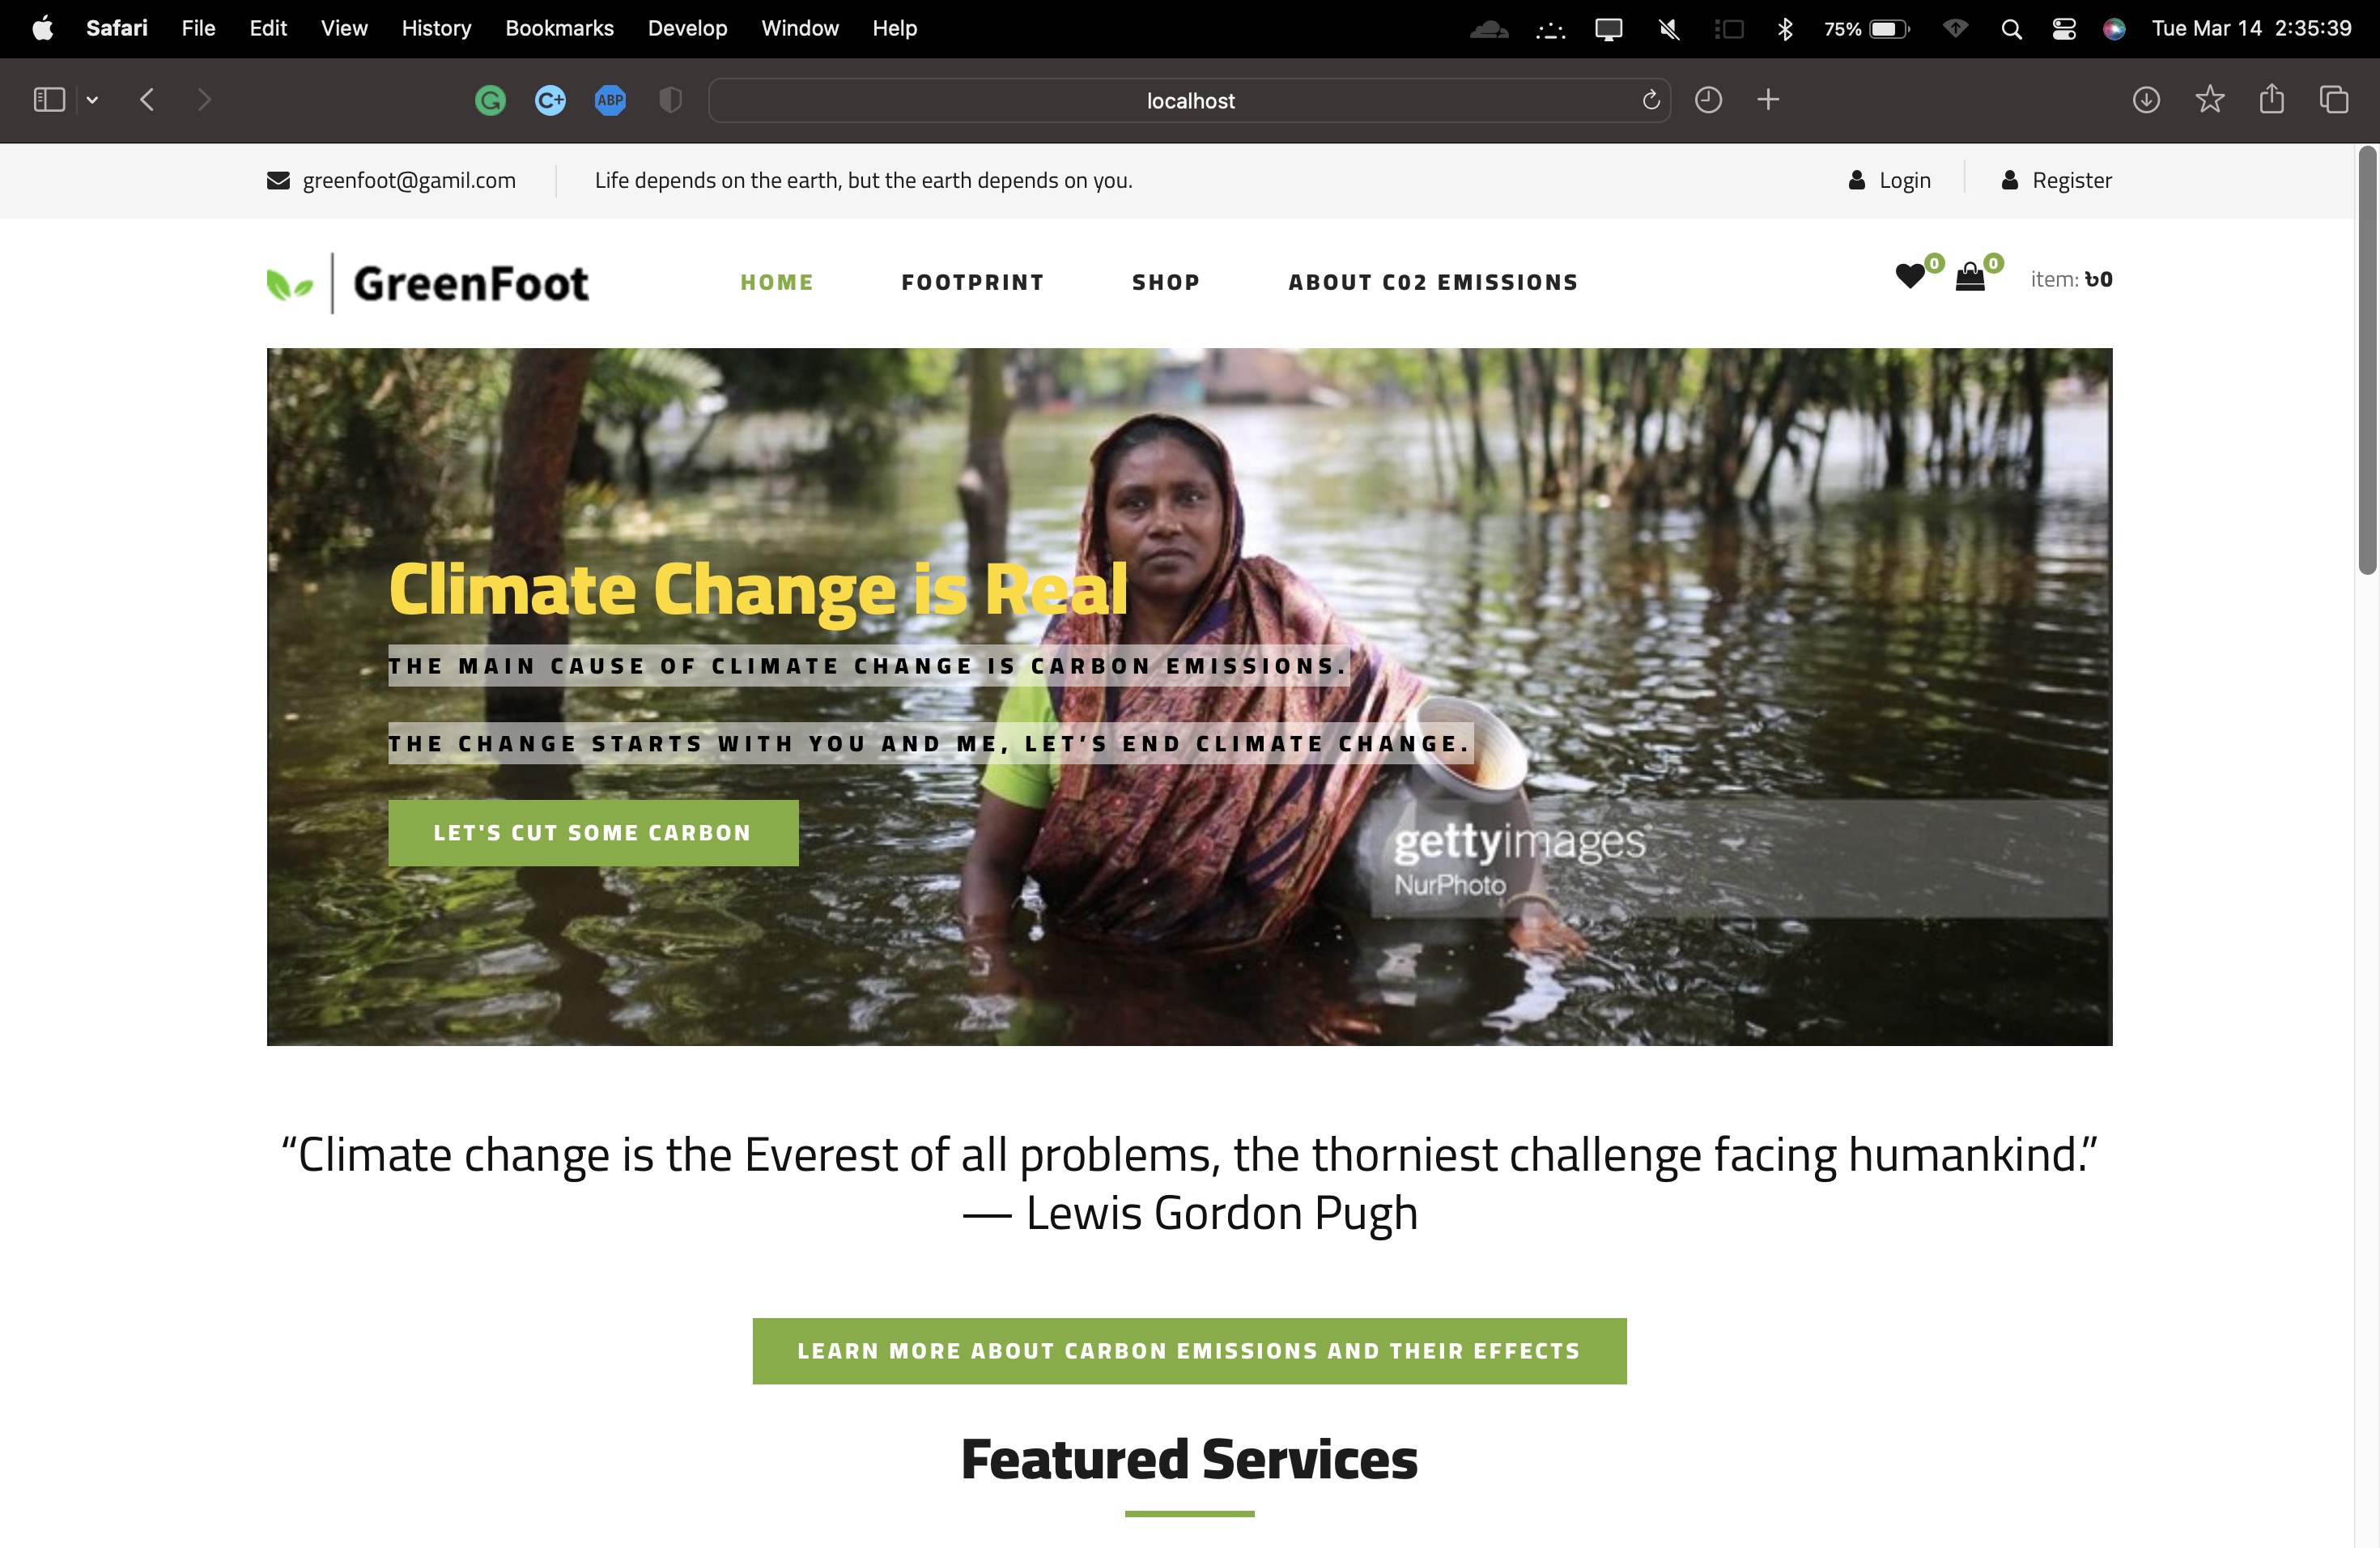 Safari File Edit View History Bookmarks Develop Window Help 75% Tue Mar 14 2:35:39
G C+ ABP localhost
greenfoot@gamil.com Life depends on the earth, but the earth depends on you. Login Register
GreenFoot HOME FOOTPRINT SHOP ABOUT C02 EMISSIONS 0 0 item: ৳0
Climate Change is Real
THE MAIN CAUSE OF CLIMATE CHANGE IS CARBON EMISSIONS.
THE CHANGE STARTS WITH YOU AND ME, LET’S END CLIMATE CHANGE.
LET'S CUT SOME CARBON
gettyimages®
NurPhoto
“Climate change is the Everest of all problems, the thorniest challenge facing humankind.”
— Lewis Gordon Pugh
LEARN MORE ABOUT CARBON EMISSIONS AND THEIR EFFECTS
Featured Services